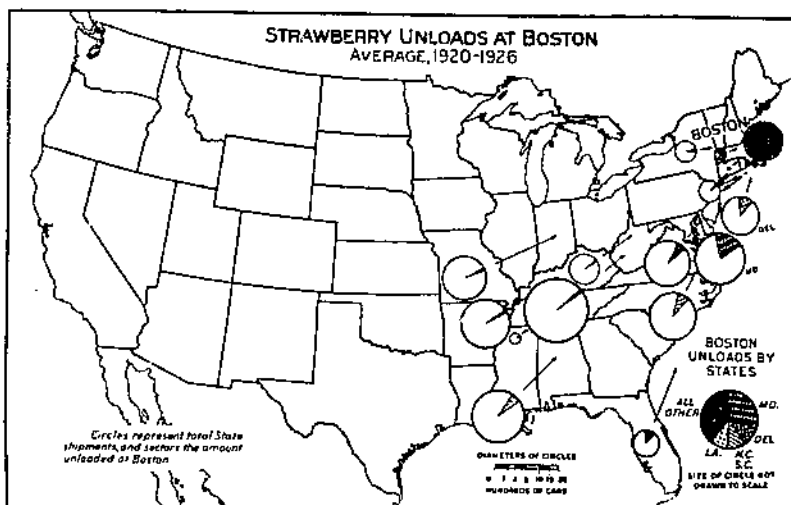 STRAWBERRY UNLOADS AT BOSTON
AVERAGE, 1920-1926
BOSTON
DEL.
MD
BOSTON
UNLOADS BY
STATES
ALL
OTHER
MD.
DEL
LA.
N.C.
S.C.
SIZE OF CIRCLE NOT
DRAWN TO SCALE
Circles represent total State
shipments, and sectors the amount
unloaded at Boston
DIAMETERS OF CIRCLES
HUNDREDS OF CARS